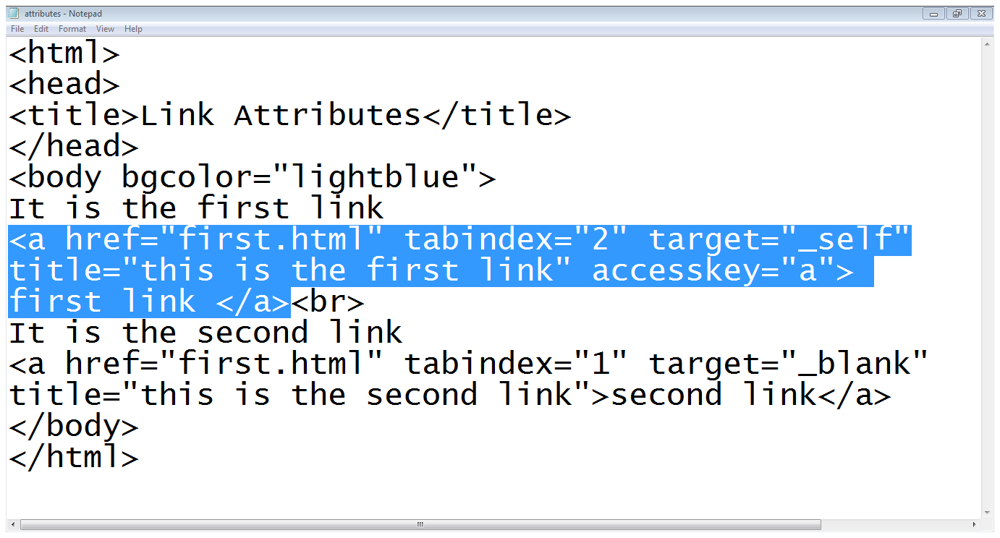 attributes - Notepad
File Edit Format View Help
<html>
<head>
<title>Link Attributes</title>
</head>
<body bgcolor="lightblue">
It is the first link
<a href="first.html" tabindex="2" target="_self"
title="this is the first link" accesskey="a">
first link </a><br>
It is the second link
<a href="first.html" tabindex="1" target="_blank"
title="this is the second link">second link</a>
</body>
</html>